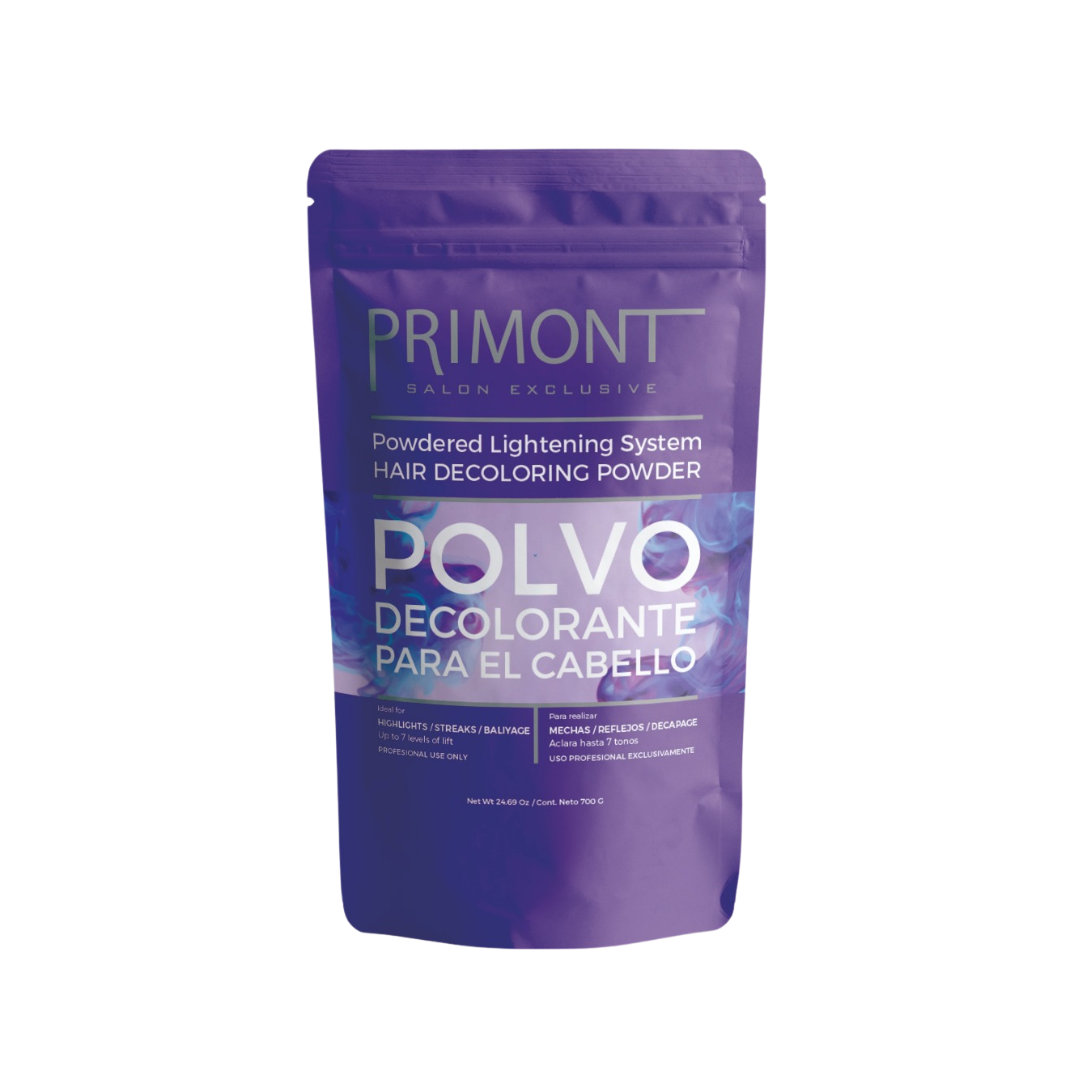 PRIMONT
SALON EXCLUSIVE
Powdered Lightening System
HAIR DECOLORING POWDER
POLVO
DECOLORANTE
PARA EL CABELLO
Ideal for
HIGHLIGHTS / STREAKS / BALIYAGE
Up to 7 levels of lift
PROFESIONAL USE ONLY
Para realizar
MECHAS / REFLEJOS / DECAPAGE
Aclara hasta 7 tonos
USO PROFESIONAL EXCLUSIVAMENTE
Net Wt 24.69 Oz / Cont. Neto 700 G